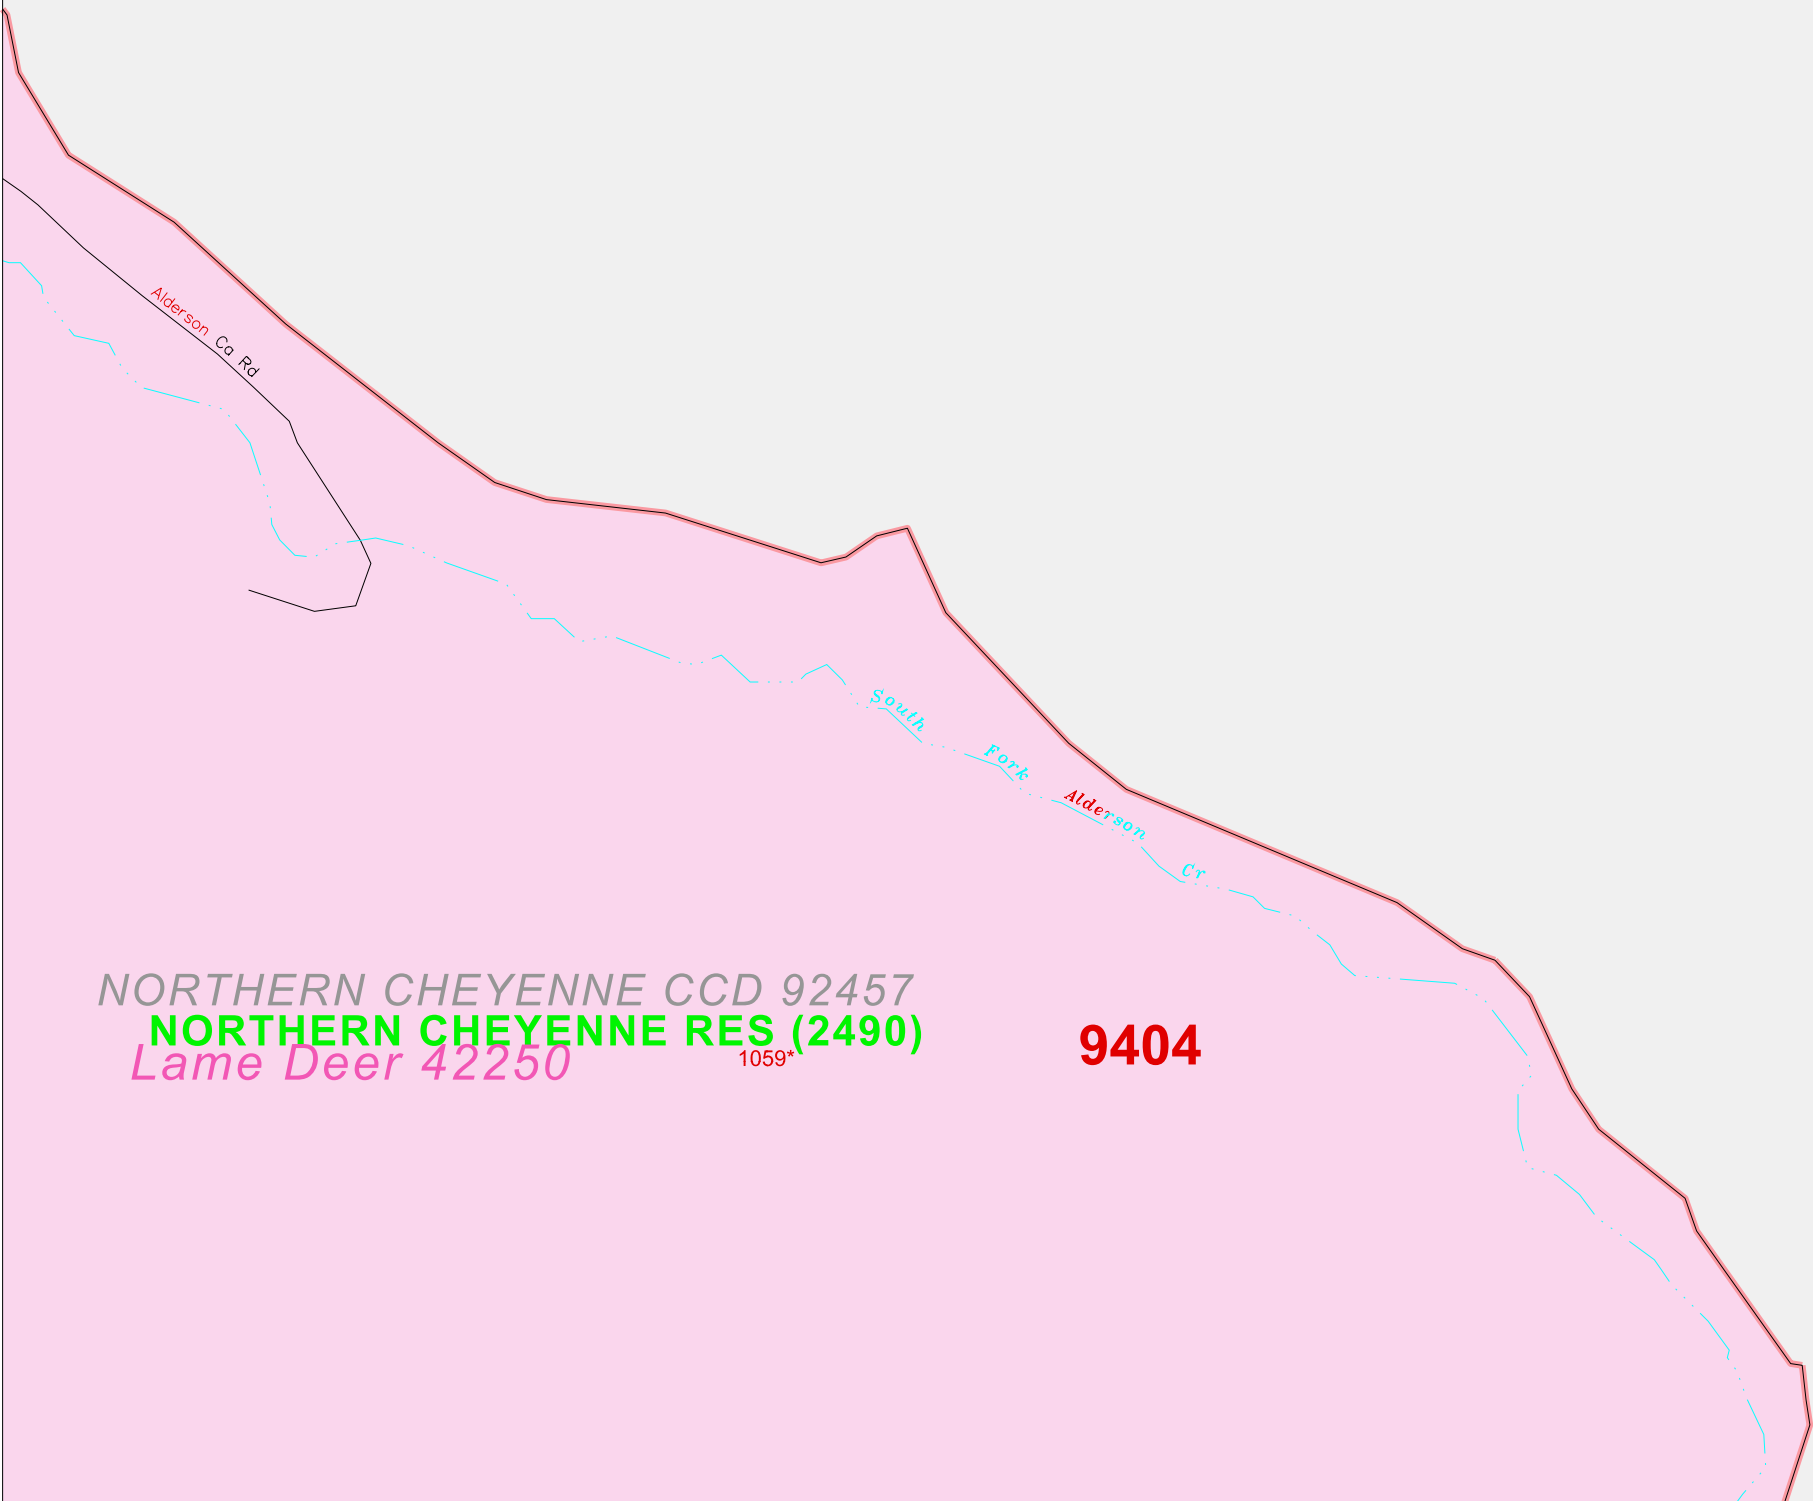 Alderson Ca Rd
South Fork Alderson Cr
NORTHERN CHEYENNE CCD 92457
NORTHERN CHEYENNE RES (2490)
Lame Deer 42250
1059*
9404